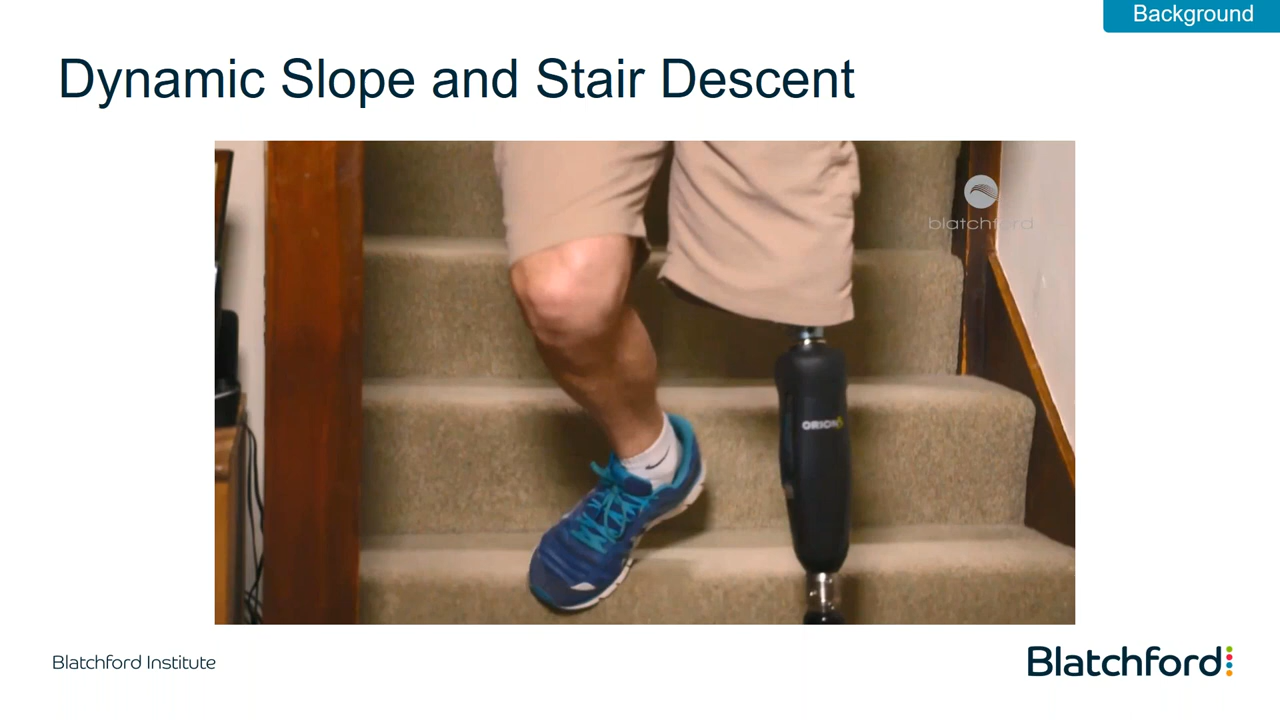 Background
Dynamic Slope and Stair Descent
blatchford
ORION
Blatchford Institute
Blatchford